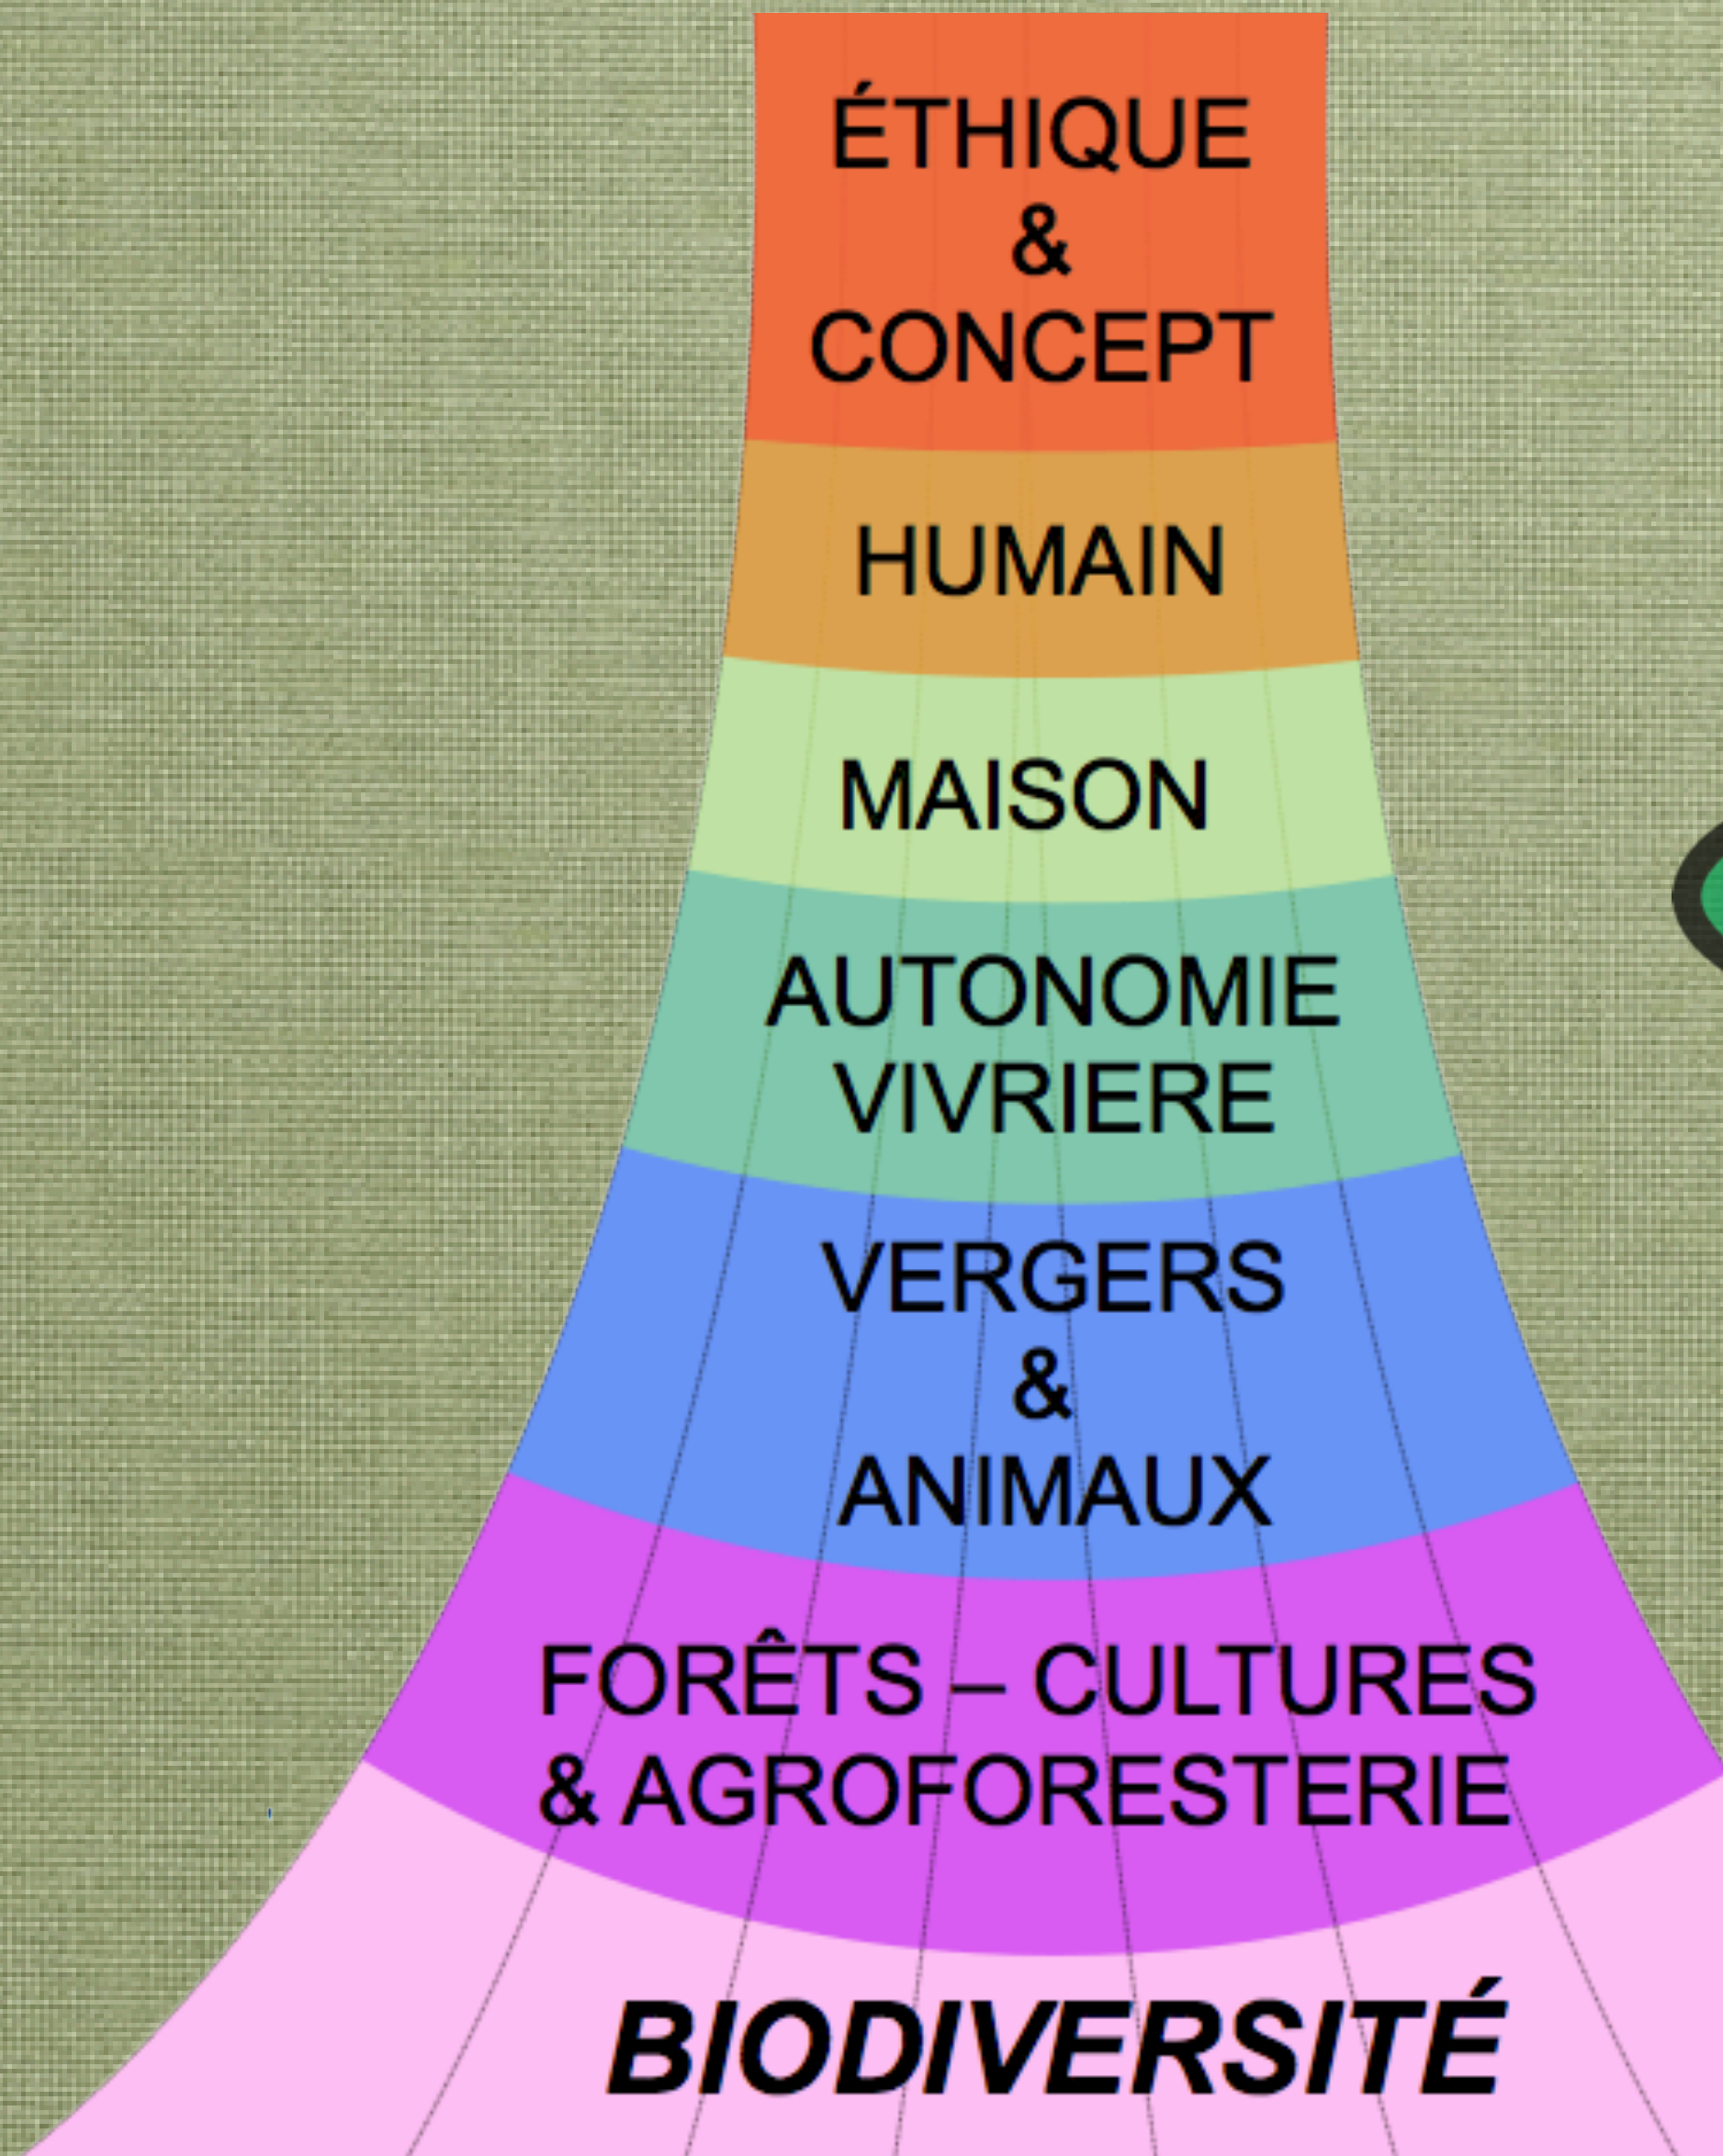 ÉTHIQUE
&
CONCEPT
HUMAIN
MAISON
AUTONOMIE
VIVRIERE
VERGERS
&
ANIMAUX
FORÊTS – CULTURES
& AGROFORESTERIE
BIODIVERSITÉ